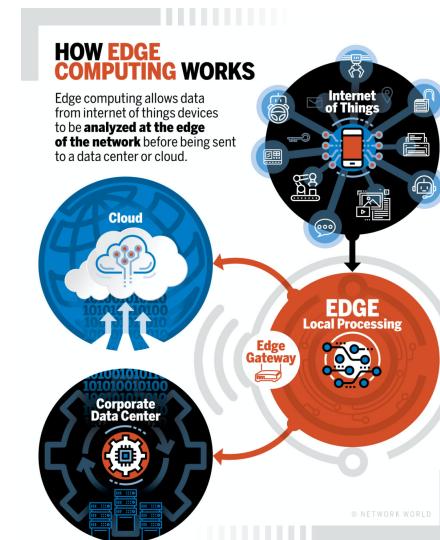 HOW EDGE
COMPUTING WORKS
Edge computing allows data
from internet of things devices
to be analyzed at the edge
of the network before being sent
to a data center or cloud.
Internet
of Things
Cloud
EDGE
Local Processing
Edge
Gateway
10100101010010
1010010100
Corporate
Data Center
© NETWORK WORLD